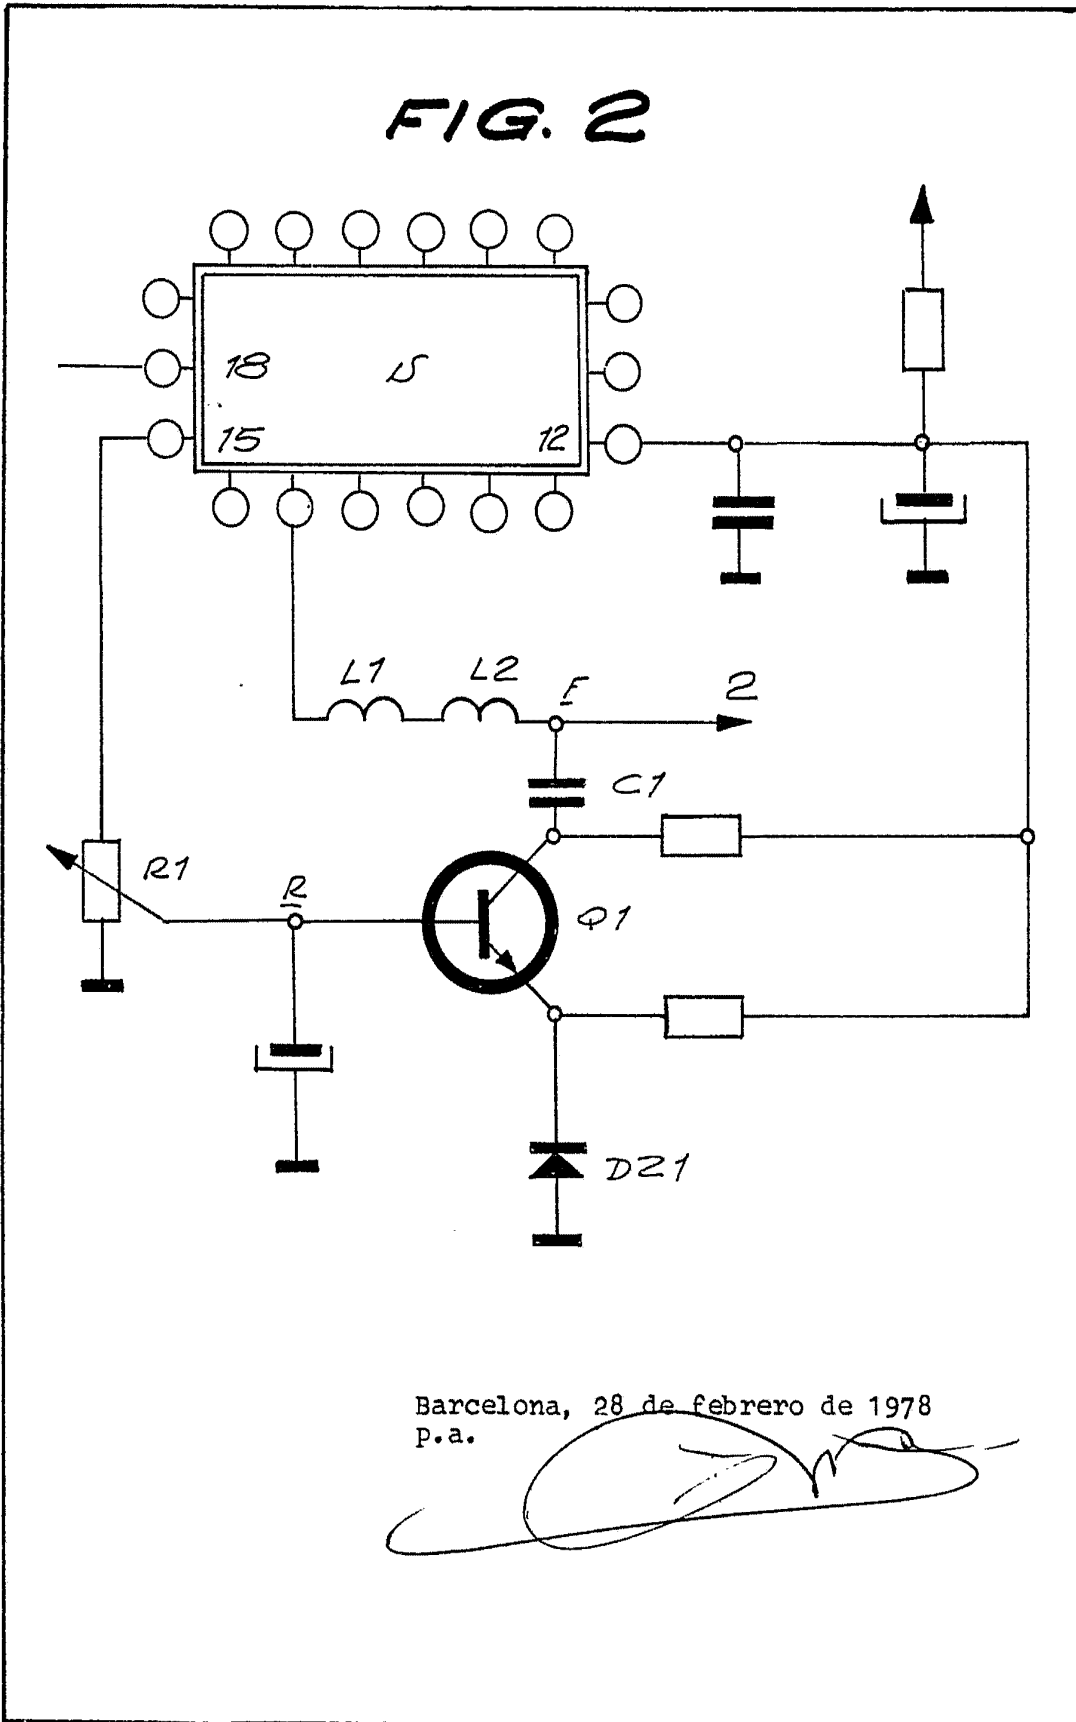 FIG. 2
18
15
12
L1
L2
F
2
C1
R1
R
Q1
DZ1
Barcelona, 28 de febrero de 1978
p.a.